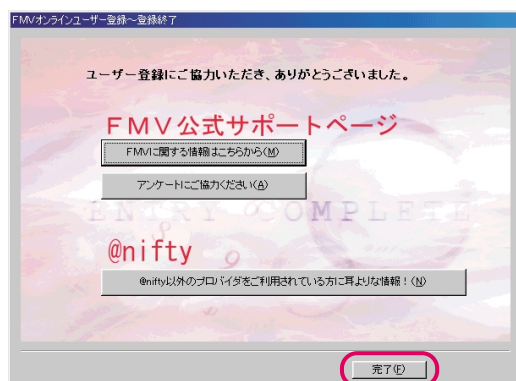 FMVオンラインユーザー登録~登録終了
ユーザー登録にご協力いただき、ありがとうございました。
FMV公式サポートページ
FMVに関する情報はこちらから(M)
アンケートにご協力ください(A)
ENTRY COMPLETE
@nifty
@nifty以外のプロバイダをご利用されている方に耳よりな情報!(N)
完了(F)